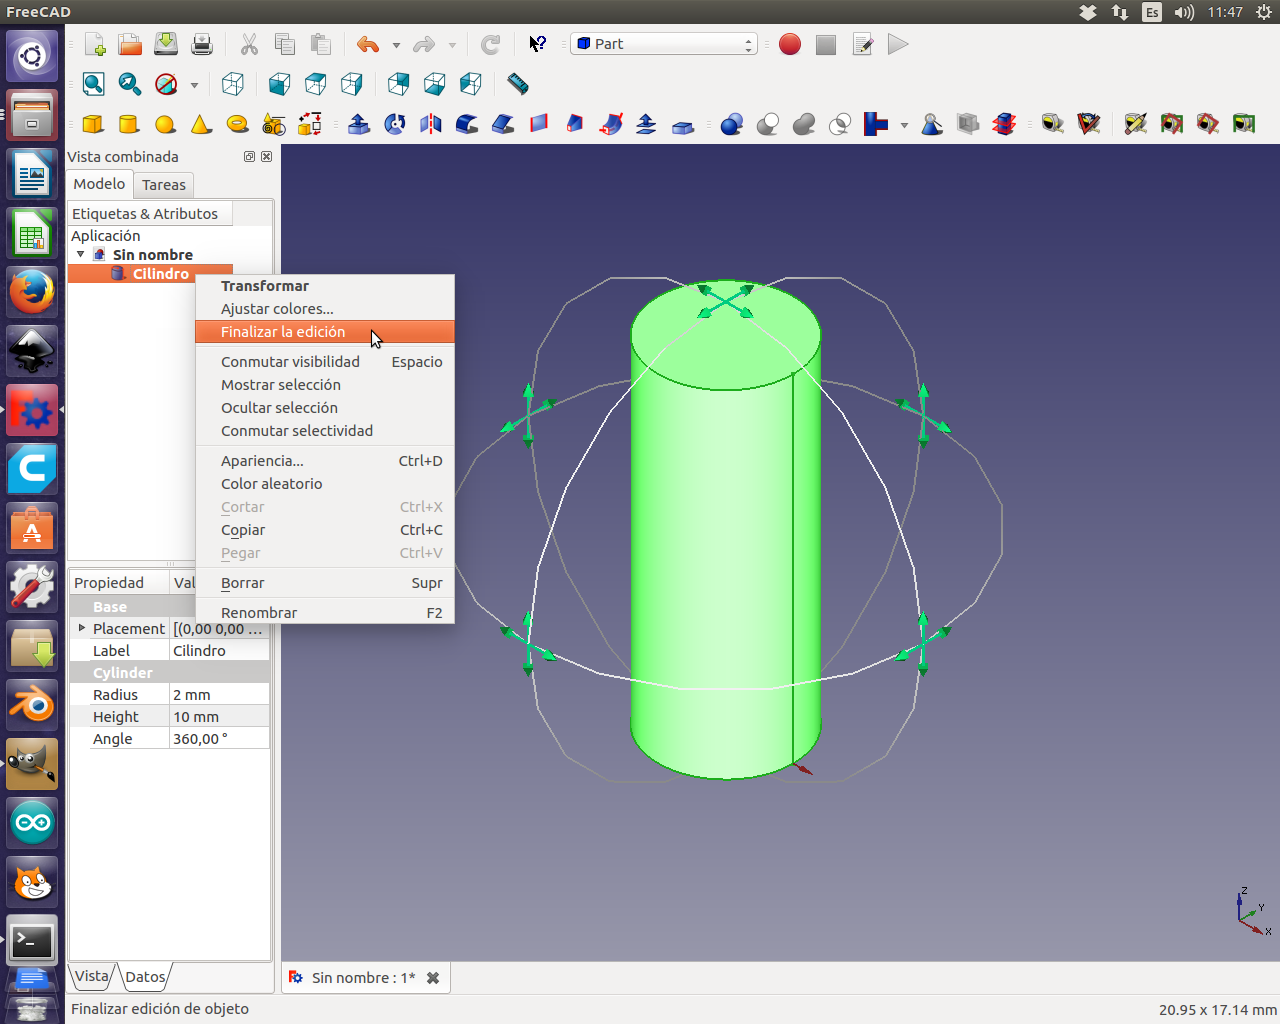 FreeCAD
Es
11:47
Part
Vista combinada
Modelo
Tareas
Etiquetas & Atributos
Aplicación
Sin nombre
Cilindro
Transformar
Ajustar colores...
Finalizar la edición
Conmutar visibilidad Espacio
Mostrar selección
Ocultar selección
Conmutar selectividad
Apariencia... Ctrl+D
Color aleatorio
Cortar Ctrl+X
Copiar Ctrl+C
Pegar Ctrl+V
Borrar Supr
Renombrar F2
Propiedad Val
Base
Placement [(0,00 0,00 ...
Label Cilindro
Cylinder
Radius 2 mm
Height 10 mm
Angle 360,00 °
Z
Y
X
Vista
Datos
Sin nombre : 1*
Finalizar edición de objeto
20.95 x 17.14 mm